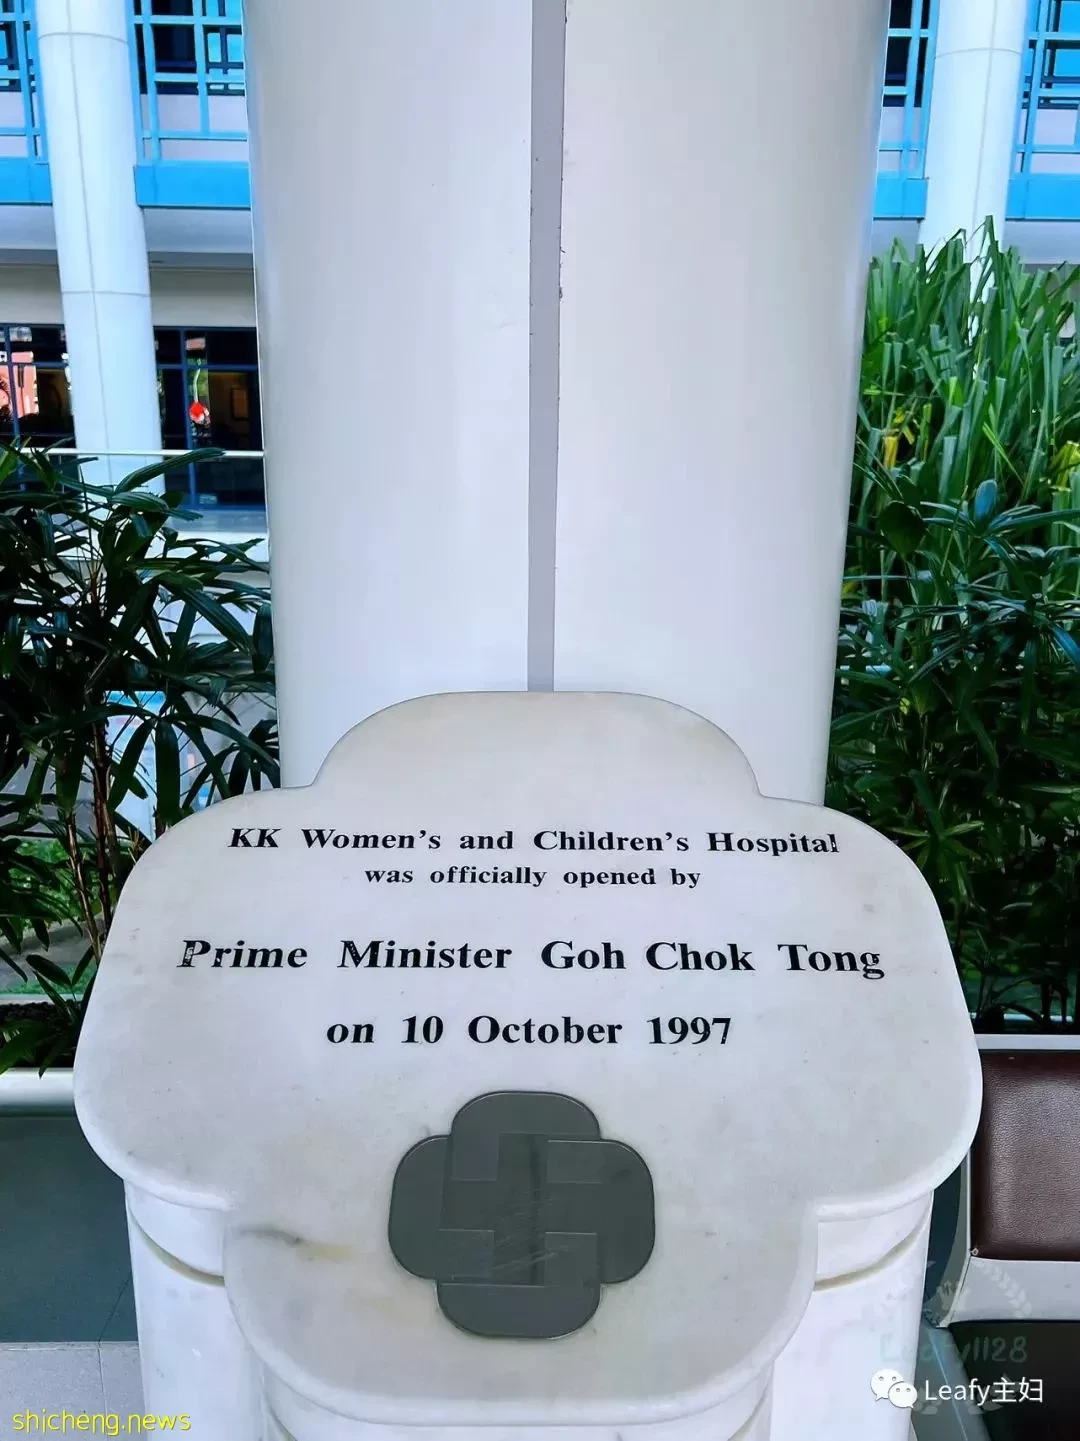 KK Women's and Children's Hospital
was officially opened by
Prime Minister Goh Chok Tong
on 10 October 1997
Leafy1128
Leafy主妇
shicheng.news